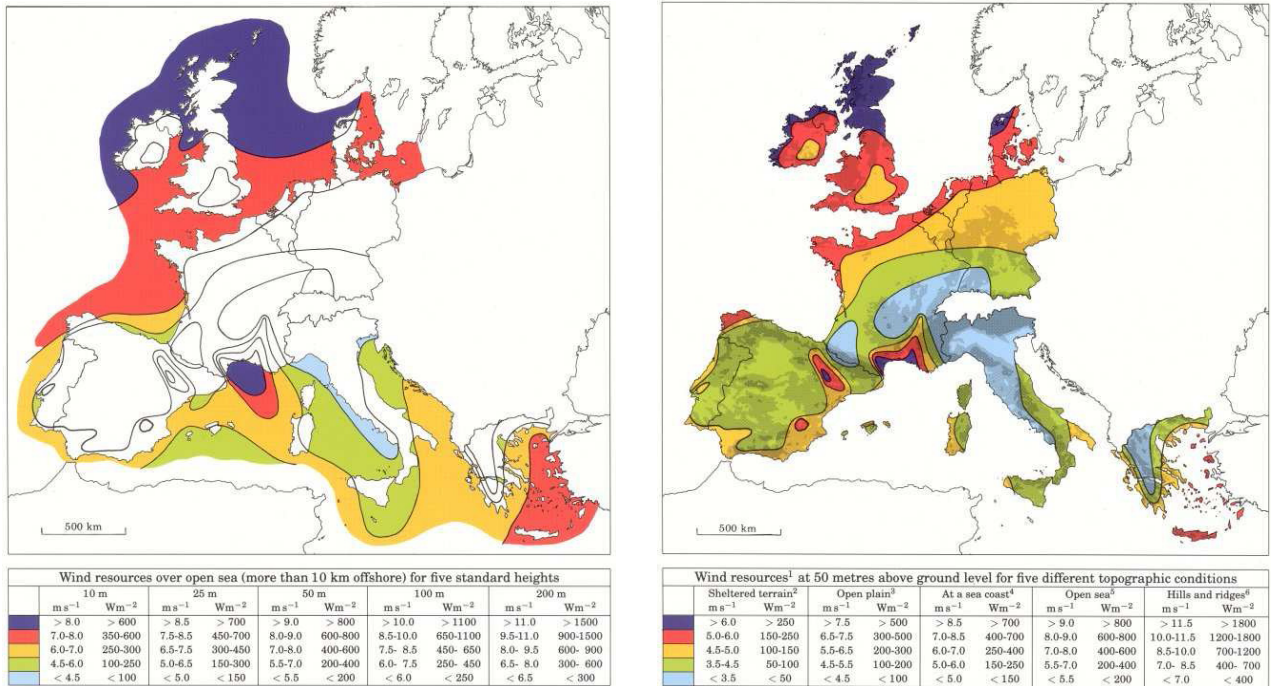 500 km
Wind resources over open sea (more than 10 km offshore) for five standard heights
10 m 25 m 50 m 100 m 200 m
m s⁻¹ Wm⁻² m s⁻¹ Wm⁻² m s⁻¹ Wm⁻² m s⁻¹ Wm⁻² m s⁻¹ Wm⁻²
> 8.0 > 600 > 8.5 > 700 > 9.0 > 800 > 10.0 > 1100 > 11.0 > 1500
7.0-8.0 350-600 7.5-8.5 450-700 8.0-9.0 600-800 8.5-10.0 650-1100 9.5-11.0 900-1500
6.0-7.0 250-300 6.5-7.5 300-450 7.0-8.0 400-600 7.5- 8.5 450- 650 8.0- 9.5 600- 900
4.5-6.0 100-250 5.0-6.5 150-300 5.5-7.0 200-400 6.0- 7.5 250- 450 6.5- 8.0 300- 600
< 4.5 < 100 < 5.0 < 150 < 5.5 < 200 < 6.0 < 250 < 6.5 < 300
500 km
Wind resources¹ at 50 metres above ground level for five different topographic conditions
Sheltered terrain² Open plain³ At a sea coast⁴ Open sea⁵ Hills and ridges⁶
m s⁻¹ Wm⁻² m s⁻¹ Wm⁻² m s⁻¹ Wm⁻² m s⁻¹ Wm⁻² m s⁻¹ Wm⁻²
> 6.0 > 250 > 7.5 > 500 > 8.5 > 700 > 9.0 > 800 > 11.5 > 1800
5.0-6.0 150-250 6.5-7.5 300-500 7.0-8.5 400-700 8.0-9.0 600-800 10.0-11.5 1200-1800
4.5-5.0 100-150 5.5-6.5 200-300 6.0-7.0 250-400 7.0-8.0 400-600 8.5-10.0 700-1200
3.5-4.5 50-100 4.5-5.5 100-200 5.0-6.0 150-250 5.5-7.0 200-400 7.0- 8.5 400- 700
< 3.5 < 50 < 4.5 < 100 < 5.0 < 150 < 5.5 < 200 < 7.0 < 400